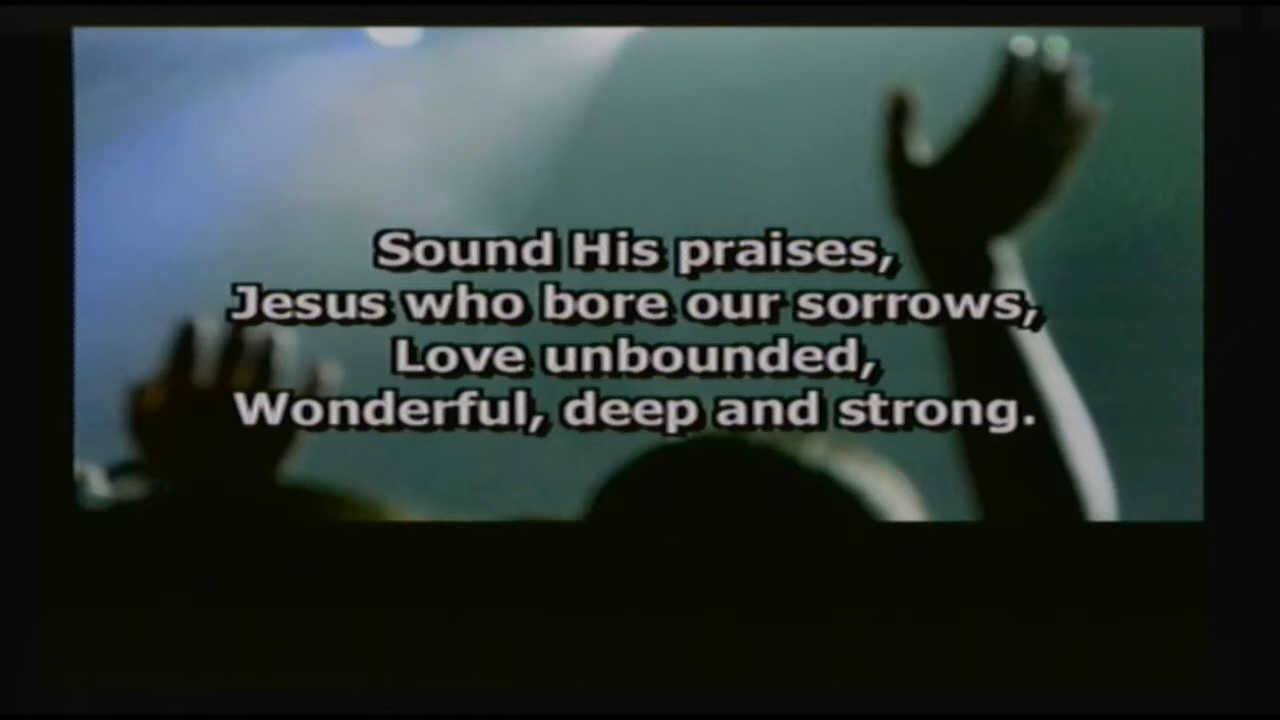 Sound His praises,
Jesus who bore our sorrows,
Love unbounded,
Wonderful, deep and strong.